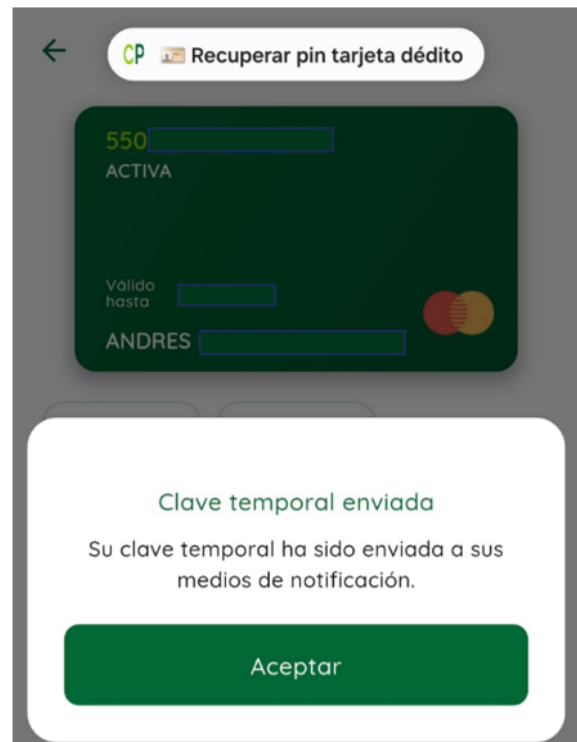 CP Recuperar pin tarjeta dédito
550
ACTIVA
Válido
hasta
ANDRES
Clave temporal enviada
Su clave temporal ha sido enviada a sus
medios de notificación.
Aceptar